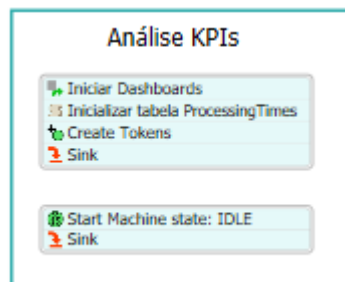 Análise KPIs
Iniciar Dashboards
Inicializar tabela ProcessingTimes
Create Tokens
Sink
Start Machine state: IDLE
Sink